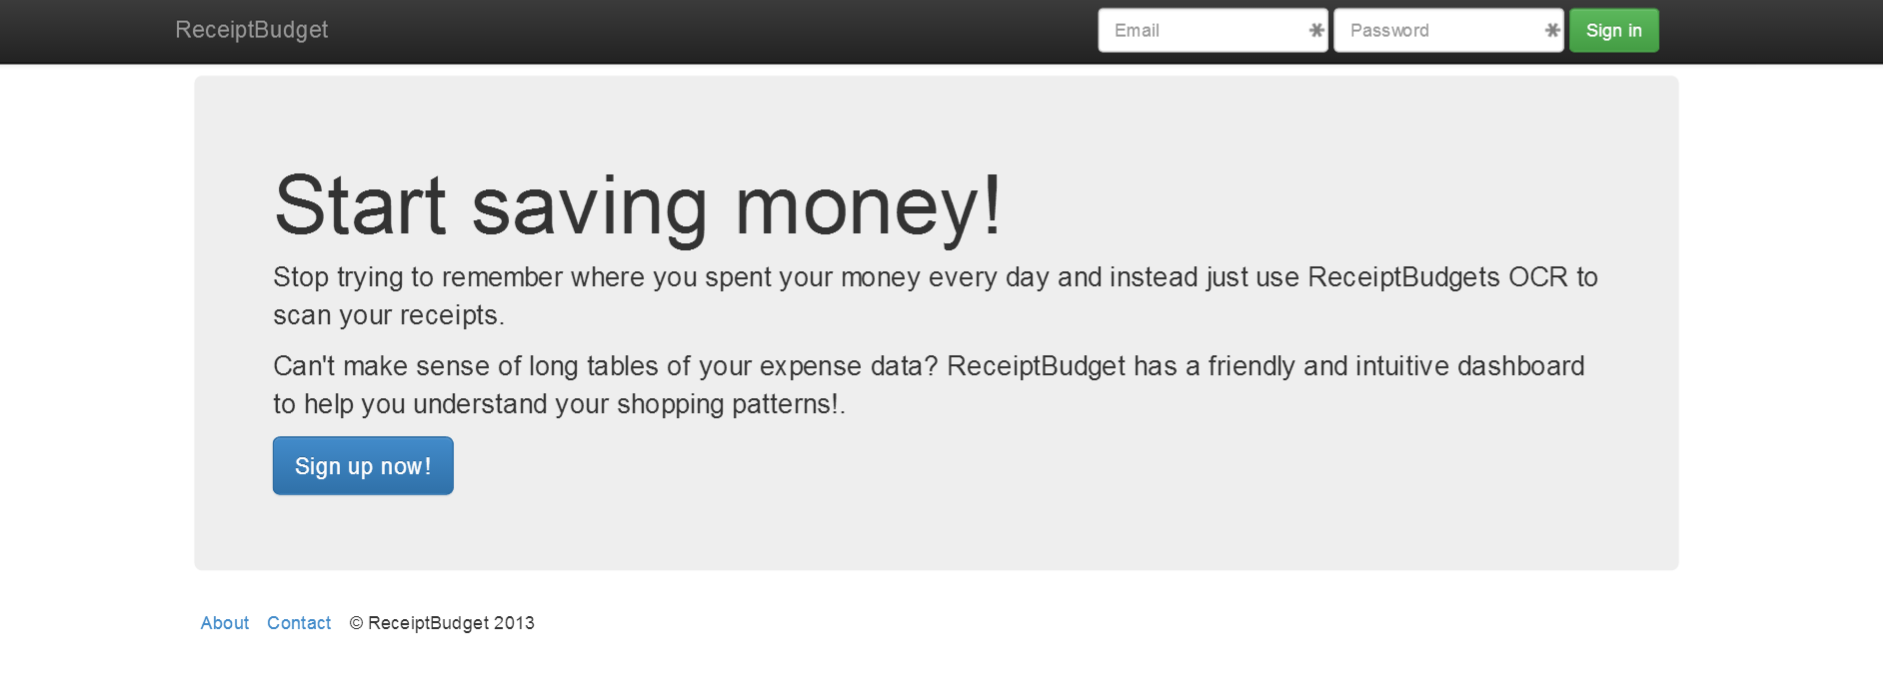 ReceiptBudget
Email
Password
Sign in
Start saving money!
Stop trying to remember where you spent your money every day and instead just use ReceiptBudgets OCR to
scan your receipts.
Can't make sense of long tables of your expense data? ReceiptBudget has a friendly and intuitive dashboard
to help you understand your shopping patterns!.
Sign up now!
About Contact © ReceiptBudget 2013